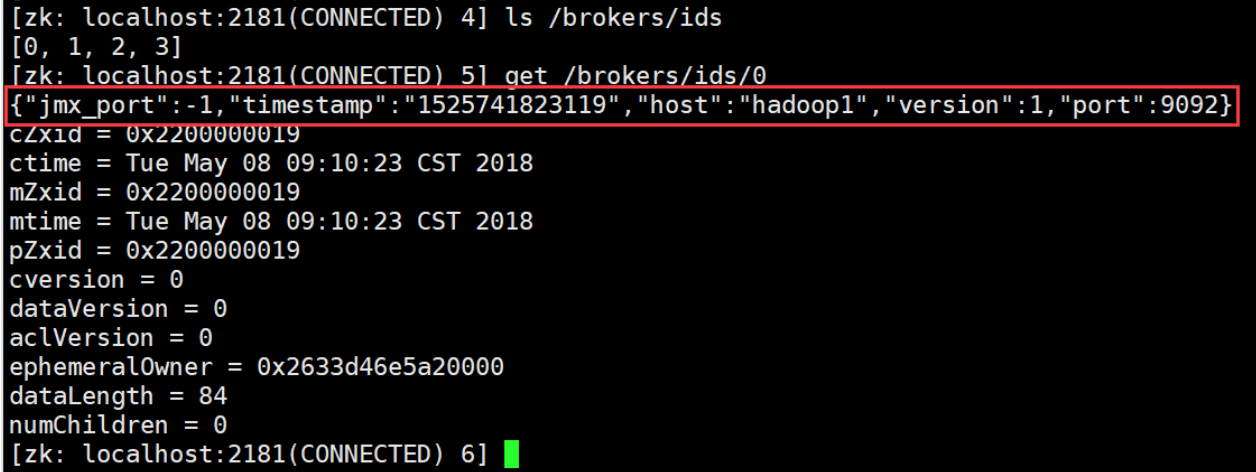 [zk: localhost:2181(CONNECTED) 4] ls /brokers/ids
[0, 1, 2, 3]
[zk: localhost:2181(CONNECTED) 5] get /brokers/ids/0
{"jmx_port":-1,"timestamp":"1525741823119","host":"hadoop1","version":1,"port":9092}
cZxid = 0x2200000019
ctime = Tue May 08 09:10:23 CST 2018
mZxid = 0x2200000019
mtime = Tue May 08 09:10:23 CST 2018
pZxid = 0x2200000019
cversion = 0
dataVersion = 0
aclVersion = 0
ephemeralOwner = 0x2633d46e5a20000
dataLength = 84
numChildren = 0
[zk: localhost:2181(CONNECTED) 6]